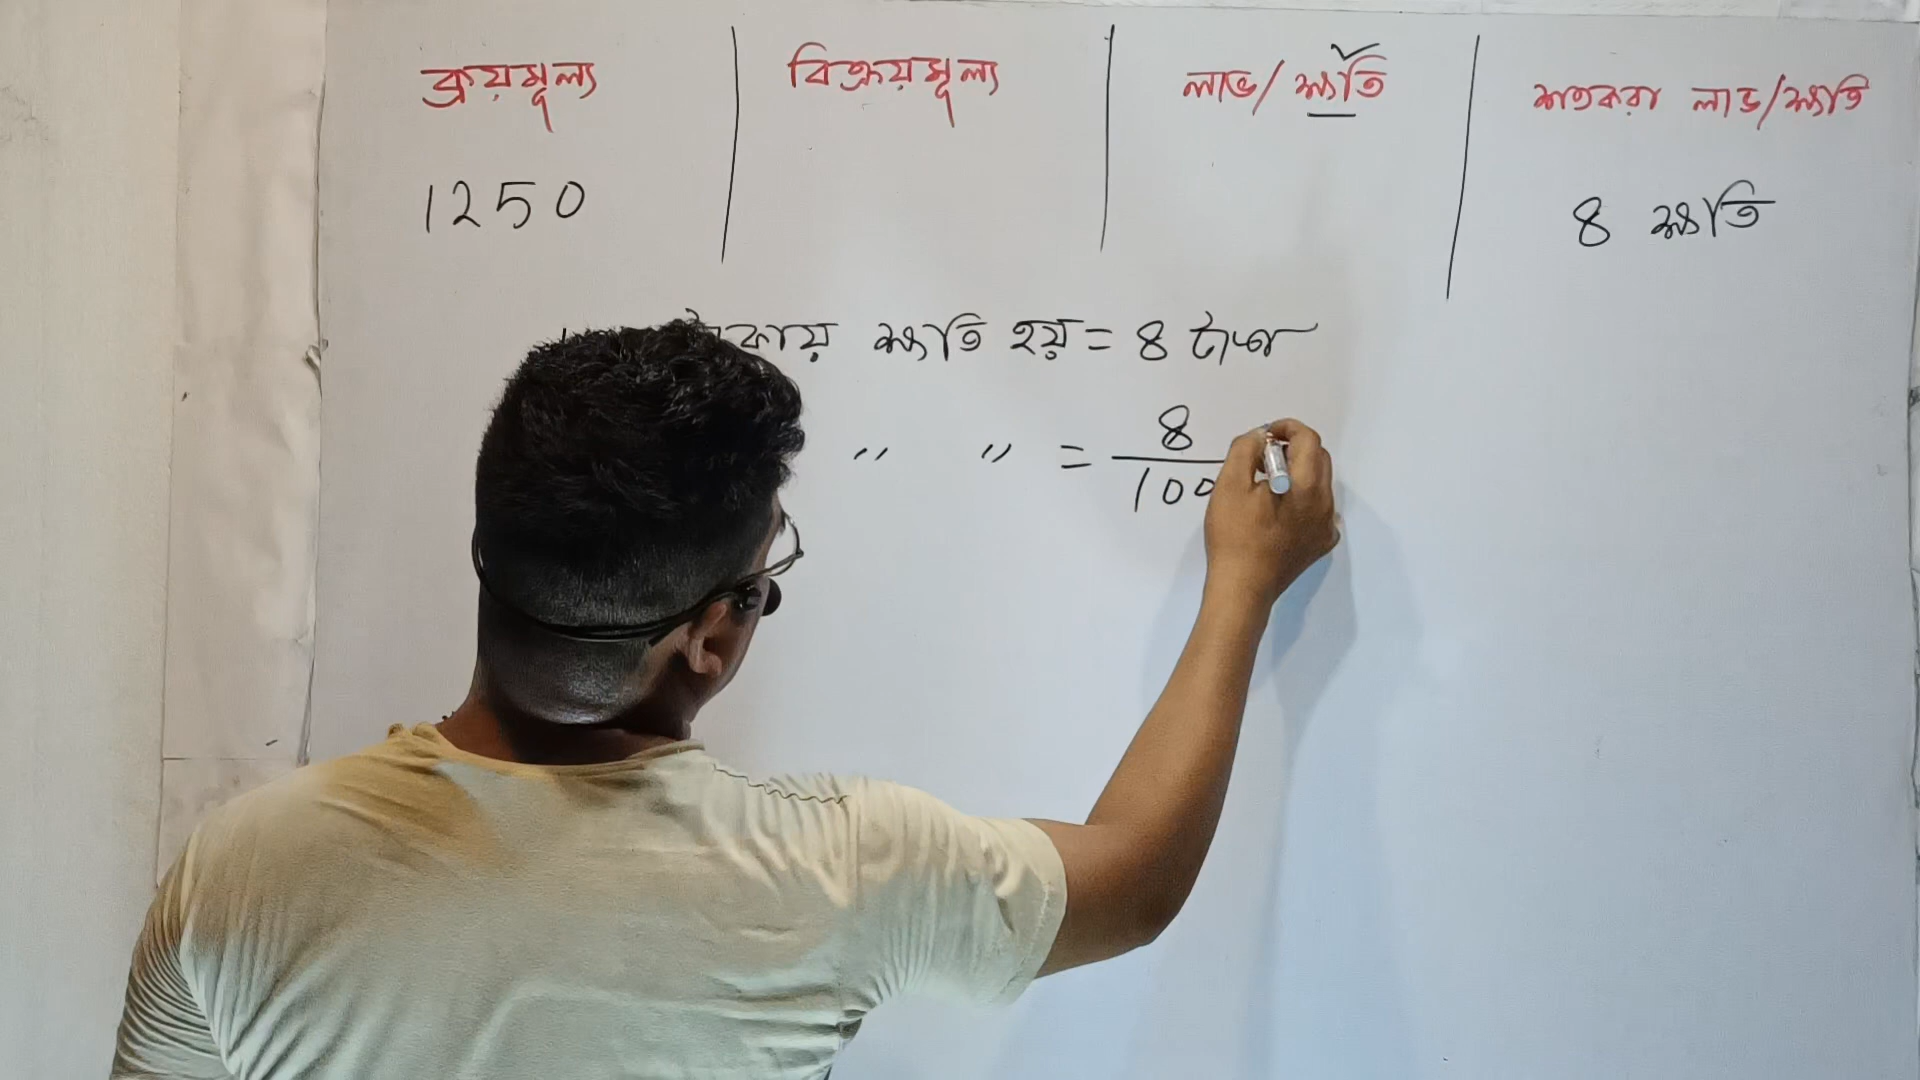 ক্রয়মূল্য বিক্রয়মূল্য লাভ/ক্ষতি শতকরা লাভ/ক্ষতি
1250 8 ক্ষতি
টাকায় ক্ষতি হয় = 8 টাকা
" " = 8
100